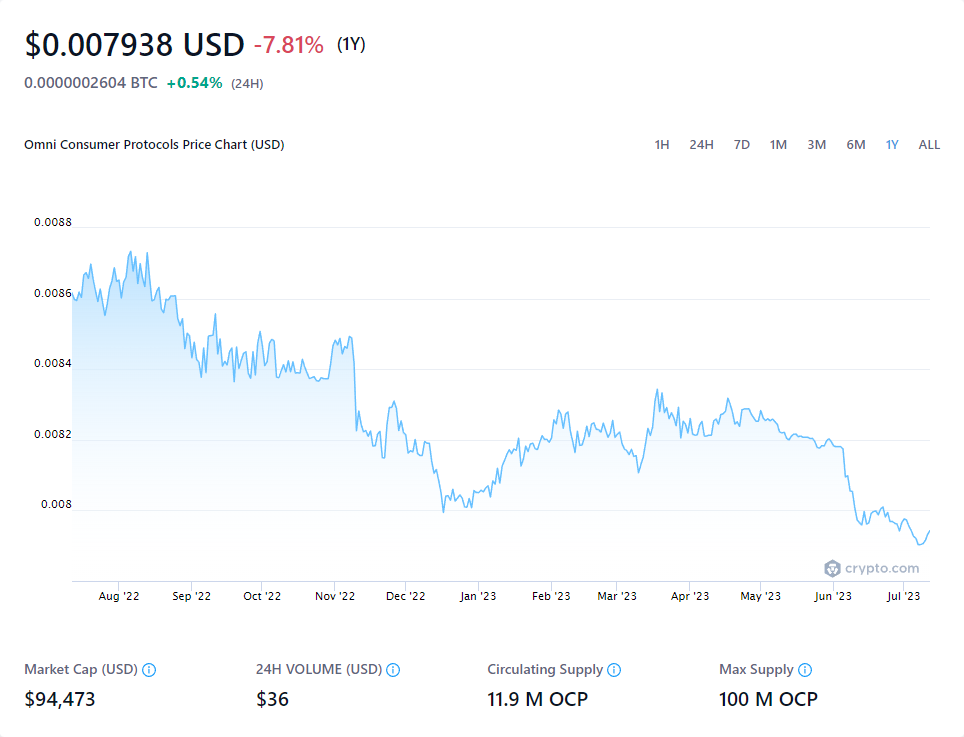 $0.007938 USD -7.81% (1Y)
0.0000002604 BTC +0.54% (24H)
Omni Consumer Protocols Price Chart (USD) 1H 24H 7D 1M 3M 6M 1Y ALL
0.0088
0.0086
0.0084
0.0082
0.008
crypto.com
Aug '22 Sep '22 Oct '22 Nov '22 Dec '22 Jan '23 Feb '23 Mar '23 Apr '23 May '23 Jun '23 Jul '23
Market Cap (USD) 24H VOLUME (USD) Circulating Supply Max Supply
$94,473 $36 11.9 M OCP 100 M OCP